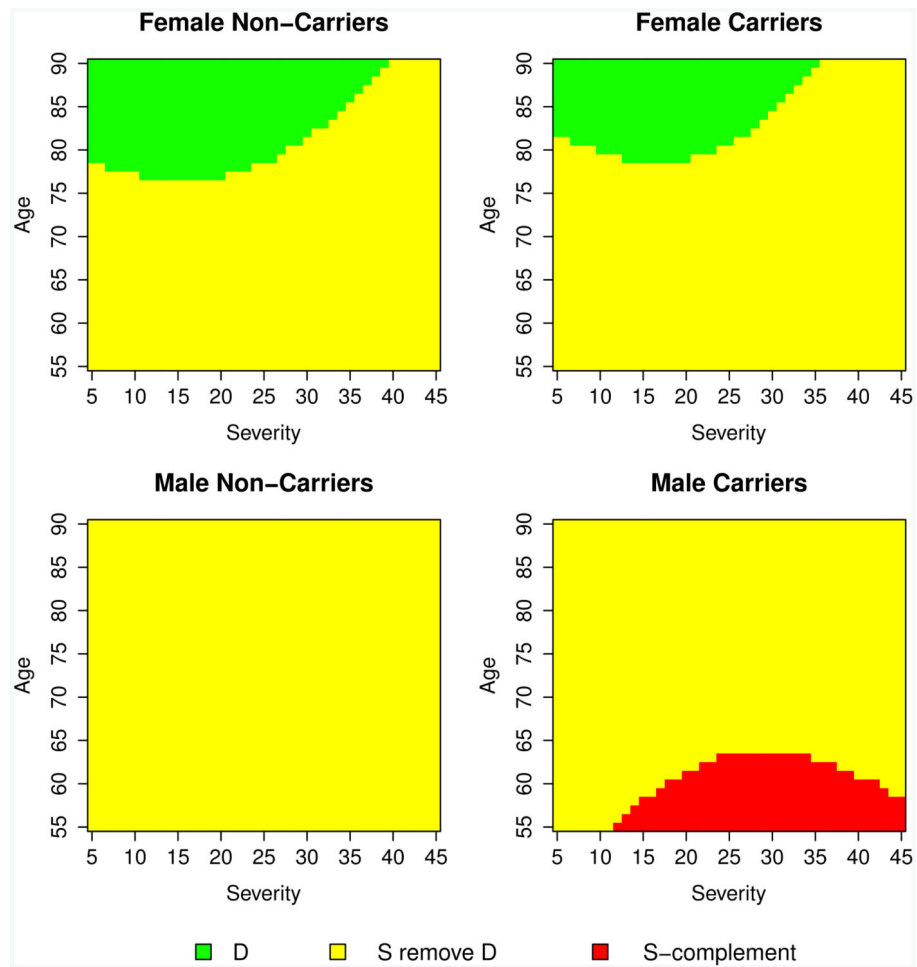 Female Non−Carriers
Female Carriers
90
85
80
75
70
65
60
55
Age
5 10 15 20 25 30 35 40 45
Severity
90
85
80
75
70
65
60
55
Age
5 10 15 20 25 30 35 40 45
Severity
Male Non−Carriers
Male Carriers
90
85
80
75
70
65
60
55
Age
5 10 15 20 25 30 35 40 45
Severity
90
85
80
75
70
65
60
55
Age
5 10 15 20 25 30 35 40 45
Severity
D S remove D S−complement